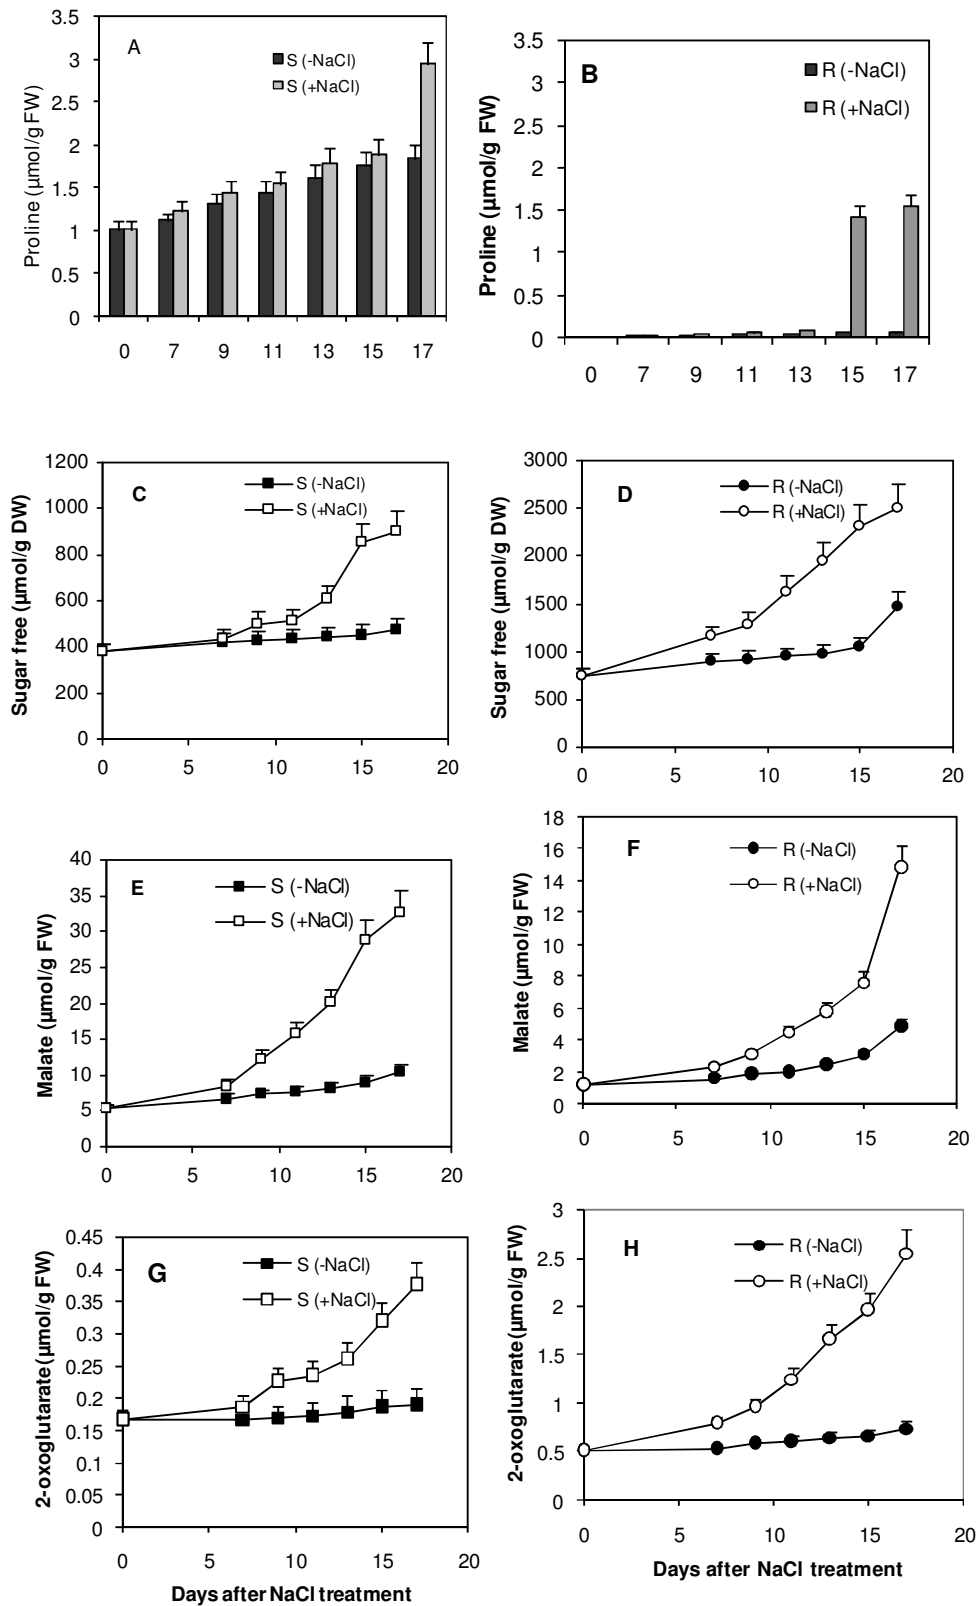 3.5
3
2.5
2
1.5
1
0.5
0
Proline (µmol/g FW)
A
S (-NaCl)
S (+NaCl)
0 7 9 11 13 15 17
3.5
3
2.5
2
1.5
1
0.5
0
Proline (µmol/g FW)
B
R (-NaCl)
R (+NaCl)
0 7 9 11 13 15 17
1200
1000
800
600
400
200
0
Sugar free (µmol/g DW)
C
S (-NaCl)
S (+NaCl)
0 5 10 15 20
3000
2500
2000
1500
1000
500
0
Sugar free (µmol/g DW)
D
R (-NaCl)
R (+NaCl)
0 5 10 15 20
40
35
30
25
20
15
10
5
0
Malate (µmol/g FW)
E
S (-NaCl)
S (+NaCl)
0 5 10 15 20
18
16
14
12
10
8
6
4
2
0
Malate (µmol/g FW)
F
R (-NaCl)
R (+NaCl)
0 5 10 15 20
0.45
0.4
0.35
0.3
0.25
0.2
0.15
0.1
0.05
0
2-oxoglutarate (µmol/g FW)
G
S (-NaCl)
S (+NaCl)
0 5 10 15 20
Days after NaCl treatment
3
2.5
2
1.5
1
0.5
0
2-oxoglutarate (µmol/g FW)
H
R (-NaCl)
R (+NaCl)
0 5 10 15 20
Days after NaCl treatment